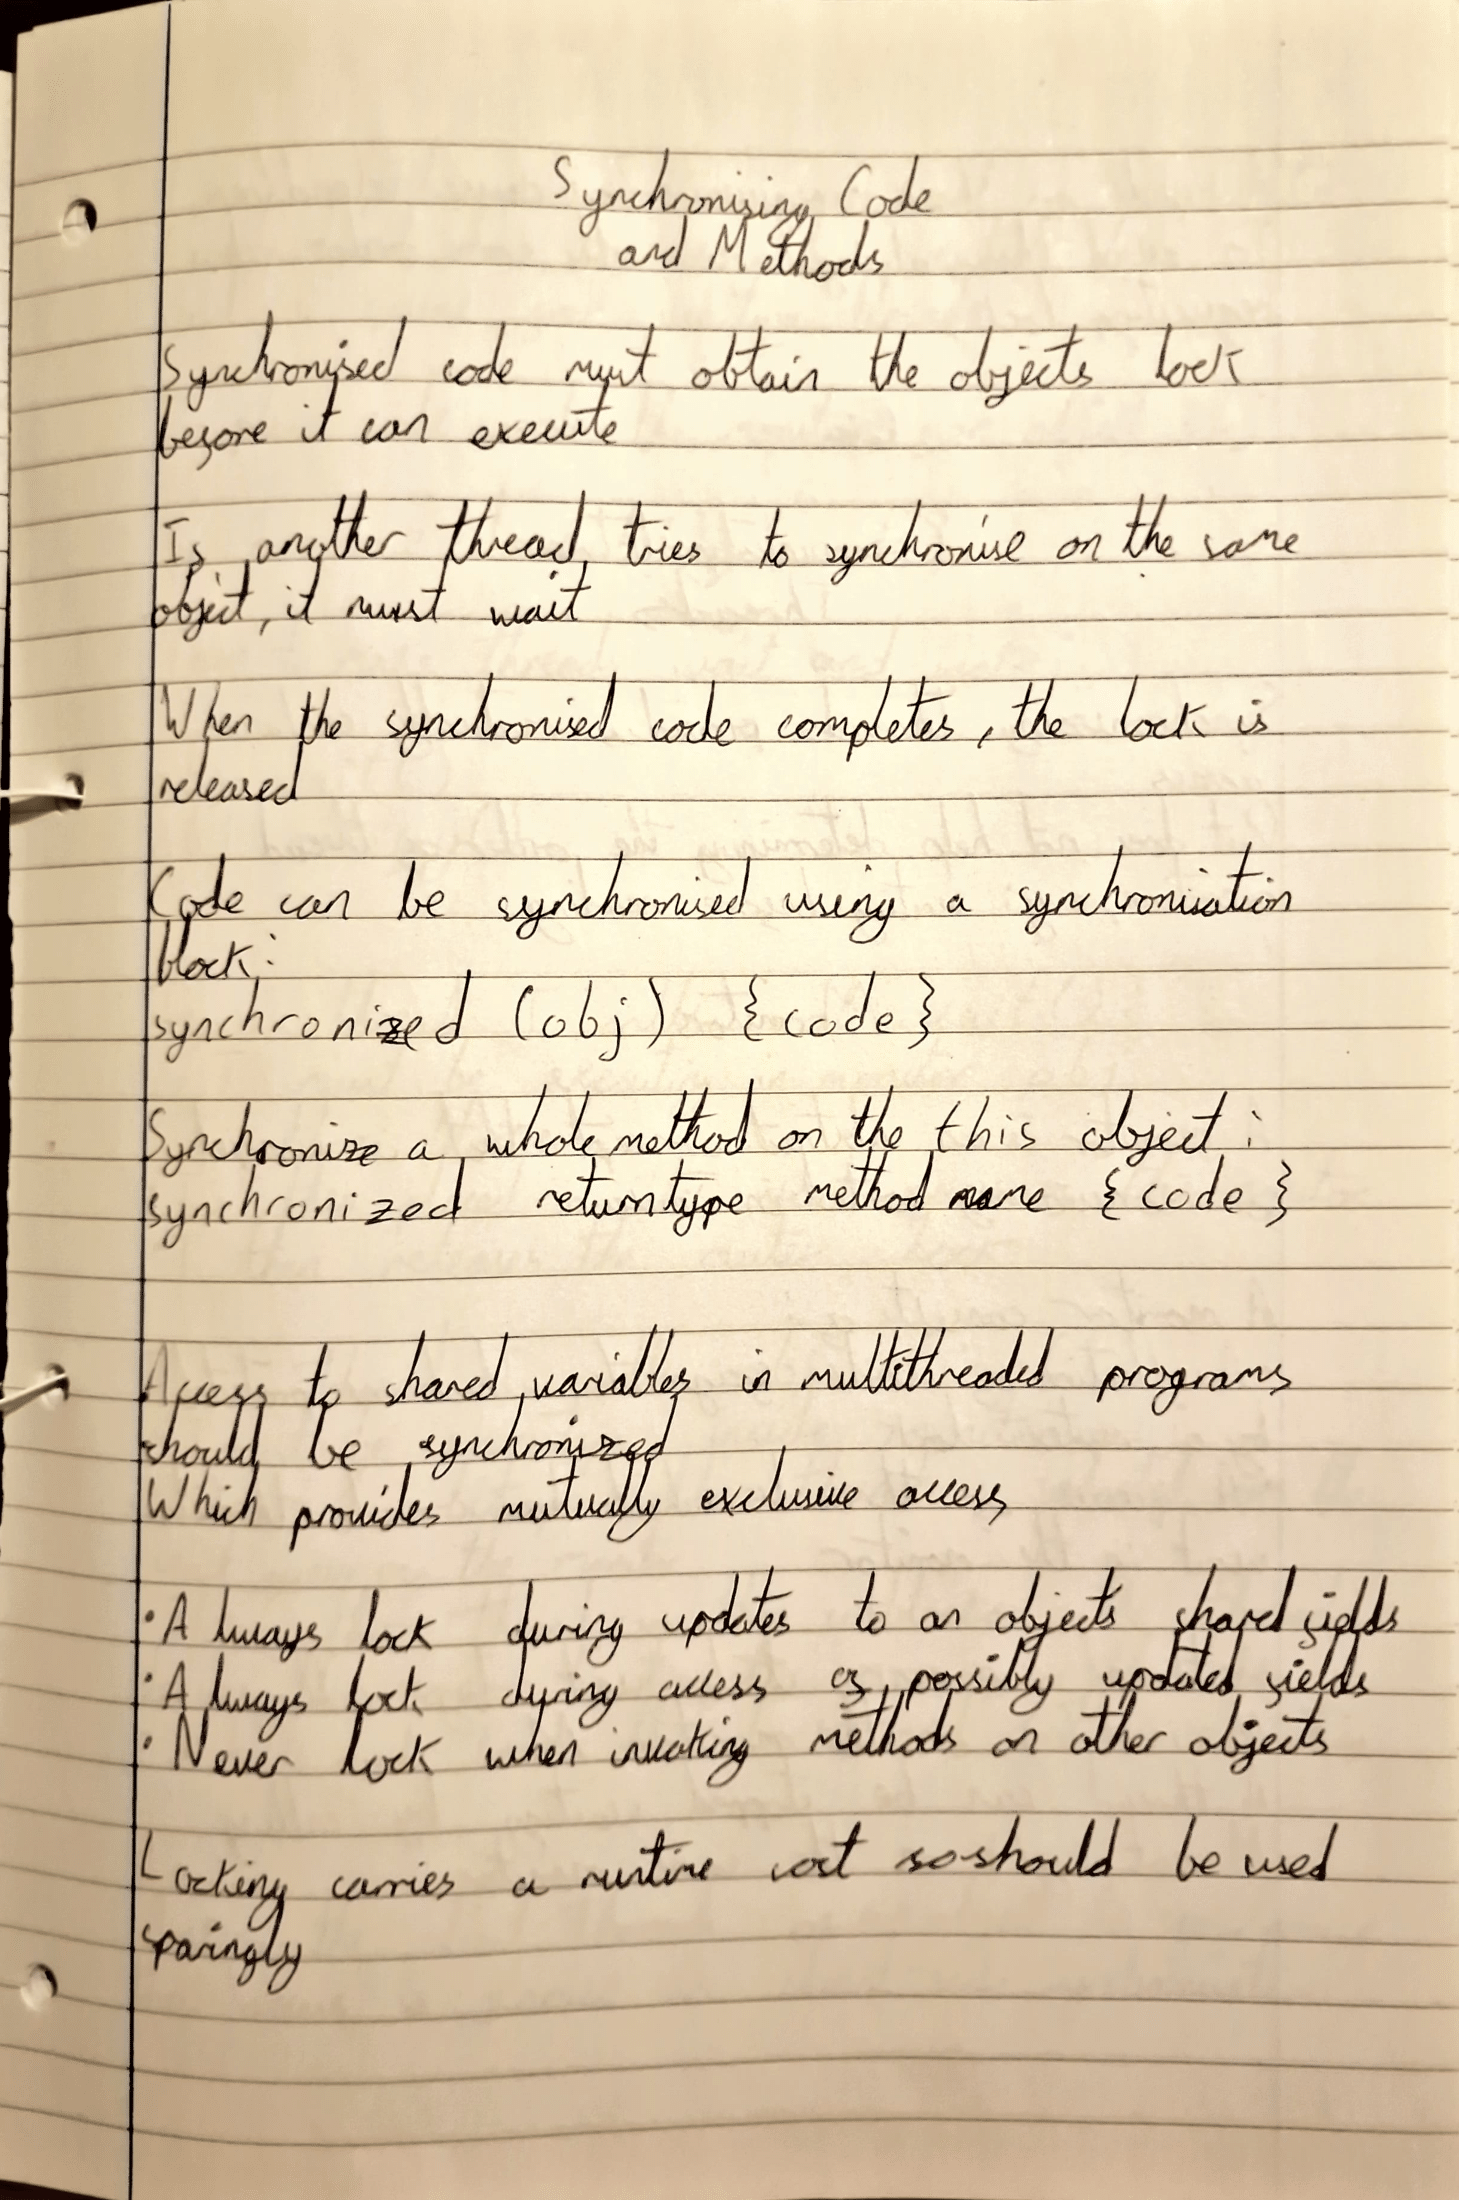 Synchronising Code
and Methods
Synchronised code must obtain the objects lock
before it can execute
If another thread tries to synchronise on the same
object, it must wait
When the synchronised code completes, the lock is
released
Code can be synchronised using a synchronisation
block:
synchronized (obj) {code}
Synchronize a whole method on the this object:
synchronized returntype methodname {code}
Access to shared variables in multithreaded programs
should be synchronized
Which provides mutually exclusive access
· Always lock during updates to an objects shared fields
· Always lock during access of possibly updated fields
· Never lock when invoking methods on other objects
Locking carries a runtime cost so should be used
sparingly